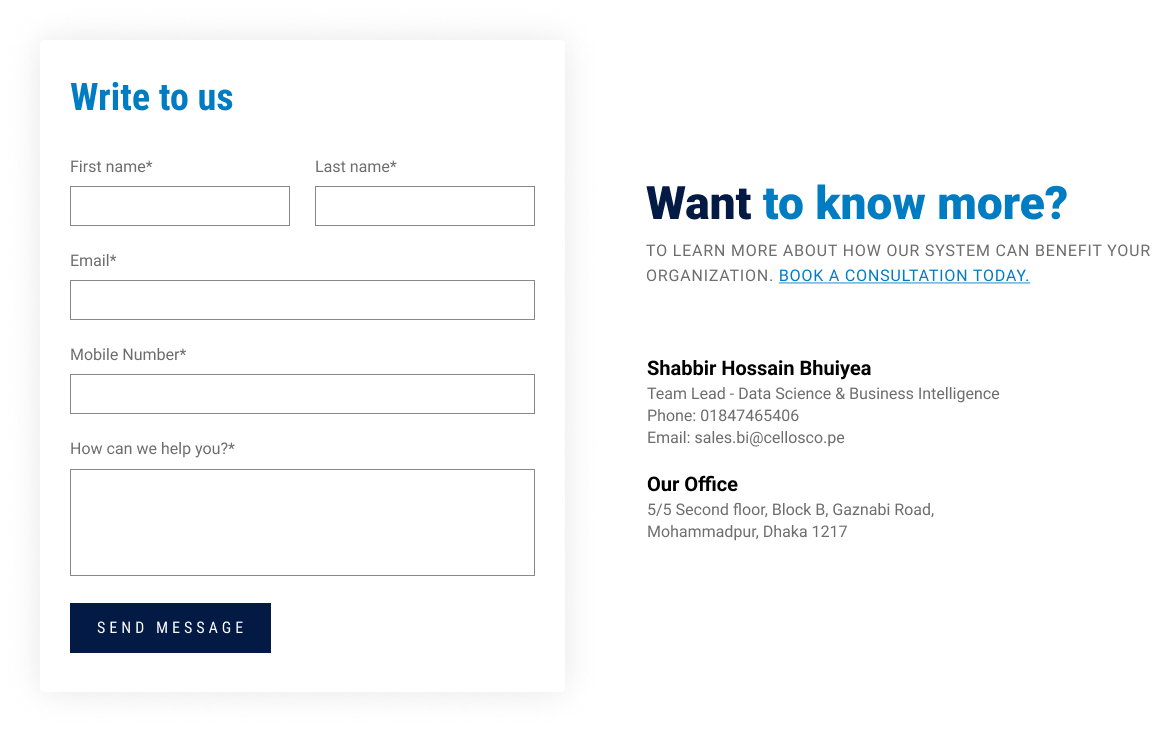 Write to us
First name*
Last name*
Email*
Mobile Number*
How can we help you?*
SEND MESSAGE
Want to know more?
TO LEARN MORE ABOUT HOW OUR SYSTEM CAN BENEFIT YOUR
ORGANIZATION. BOOK A CONSULTATION TODAY.
Shabbir Hossain Bhuiyea
Team Lead - Data Science & Business Intelligence
Phone: 01847465406
Email: sales.bi@cellosco.pe
Our Office
5/5 Second floor, Block B, Gaznabi Road,
Mohammadpur, Dhaka 1217